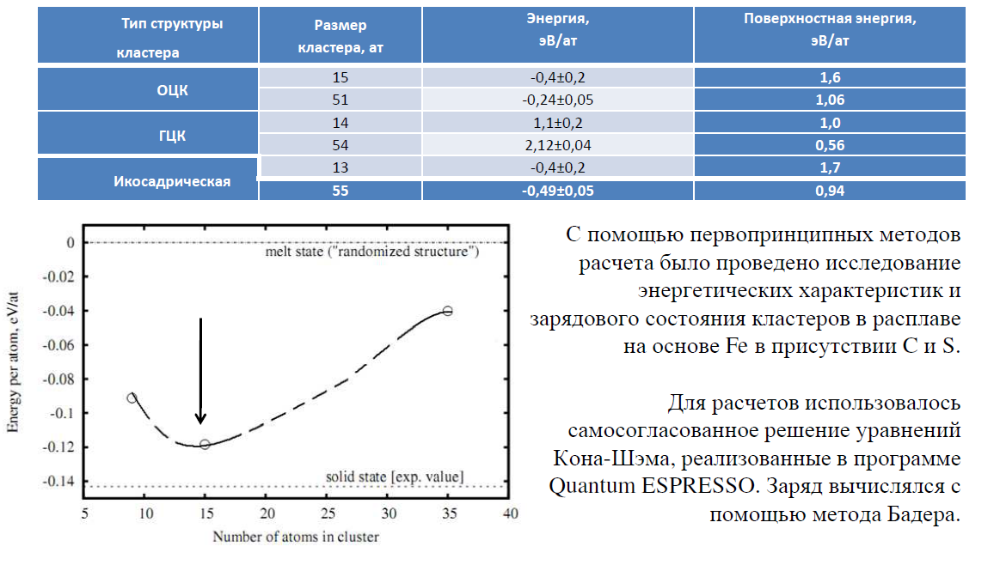 Тип структуры кластера
Размер кластера, ат
Энергия, эВ/ат
Поверхностная энергия, эВ/ат
ОЦК
15 -0,4±0,2 1,6
51 -0,24±0,05 1,06
ГЦК
14 1,1±0,2 1,0
54 2,12±0,04 0,56
Икосадрическая
13 -0,4±0,2 1,7
55 -0,49±0,05 0,94
Energy per atom, eV/at
0
-0.02
-0.04
-0.06
-0.08
-0.1
-0.12
-0.14
melt state ("randomized structure")
solid state [exp. value]
5 10 15 20 25 30 35 40
Number of atoms in cluster
С помощью первопринципных методов
расчета было проведено исследование
энергетических характеристик и
зарядового состояния кластеров в расплаве
на основе Fe в присутствии C и S.
Для расчетов использовалось
самосогласованное решение уравнений
Кона-Шэма, реализованные в программе
Quantum ESPRESSO. Заряд вычислялся с
помощью метода Бадера.